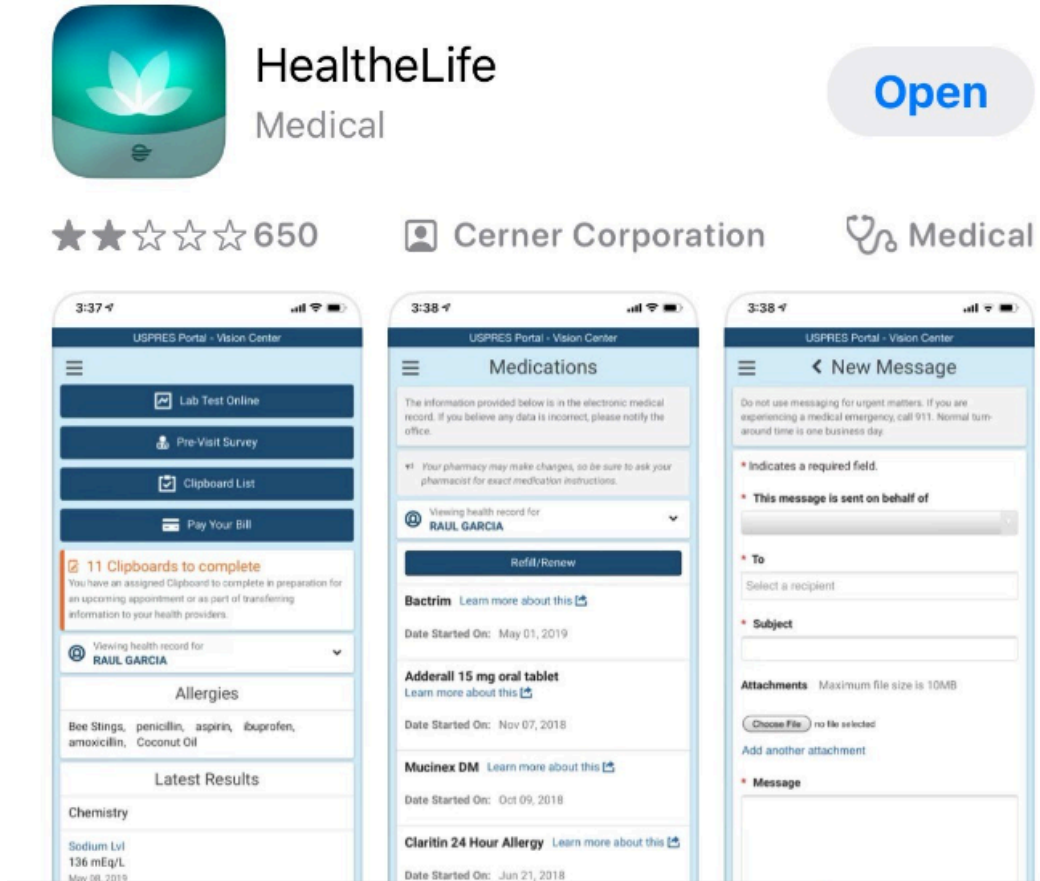 HealtheLife
Medical
Open
650
Cerner Corporation
Medical
3:37
USPRES Portal - Vision Center
Lab Test Online
Pre-Visit Survey
Clipboard List
Pay Your Bill
11 Clipboards to complete
You have an assigned Clipboard to complete in preparation for
an upcoming appointment or as part of transferring
information to your health providers.
Viewing health record for
RAUL GARCIA
Allergies
Bee Stings, penicillin, aspirin, ibuprofen,
amoxicillin, Coconut Oil
Latest Results
Chemistry
Sodium Lvl
136 mEq/L
May 08, 2019
3:38
USPRES Portal - Vision Center
Medications
The information provided below is in the electronic medical
record. If you believe any data is incorrect, please notify the
office.
Your pharmacy may make changes, so be sure to ask your
pharmacist for exact medication instructions.
Viewing health record for
RAUL GARCIA
Refill/Renew
Bactrim Learn more about this
Date Started On: May 01, 2019
Adderall 15 mg oral tablet
Learn more about this
Date Started On: Nov 07, 2018
Mucinex DM Learn more about this
Date Started On: Oct 09, 2018
Claritin 24 Hour Allergy Learn more about this
Date Started On: Jun 21, 2018
3:38
USPRES Portal - Vision Center
New Message
Do not use messaging for urgent matters. If you are
experiencing a medical emergency, call 911. Normal turn-
around time is one business day.
* Indicates a required field.
* This message is sent on behalf of
* To
Select a recipient
* Subject
Attachments Maximum file size is 10MB
Choose File no file selected
Add another attachment
* Message